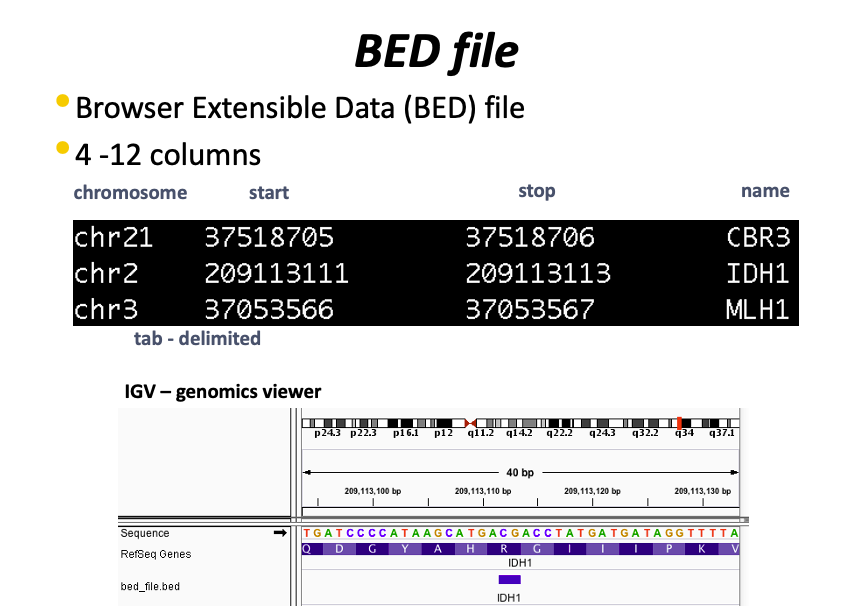 BED file
Browser Extensible Data (BED) file
4 -12 columns
chromosome start stop name
chr21 37518705 37518706 CBR3
chr2 209113111 209113113 IDH1
chr3 37053566 37053567 MLH1
tab - delimited
IGV – genomics viewer
p24.3 p22.3 p16.1 p12 q11.2 q14.2 q22.2 q24.3 q32.2 q34 q37.1
40 bp
209,113,100 bp 209,113,110 bp 209,113,120 bp 209,113,130 bp
Sequence T G A T C C C C A T A A G C A T G A C G A C C T A T G A T G A T A G G T T T T A
RefSeq Genes Q D G Y A H R G I I I P K V
IDH1
bed_file.bed
IDH1